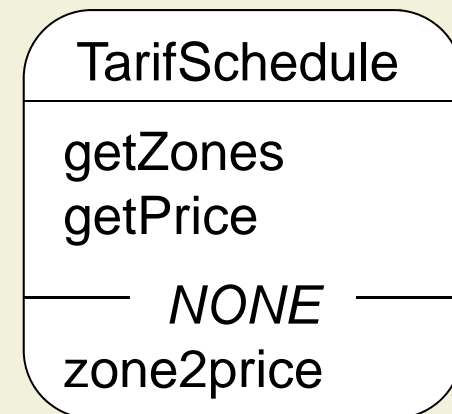 TarifSchedule
getZones
getPrice
NONE
zone2price